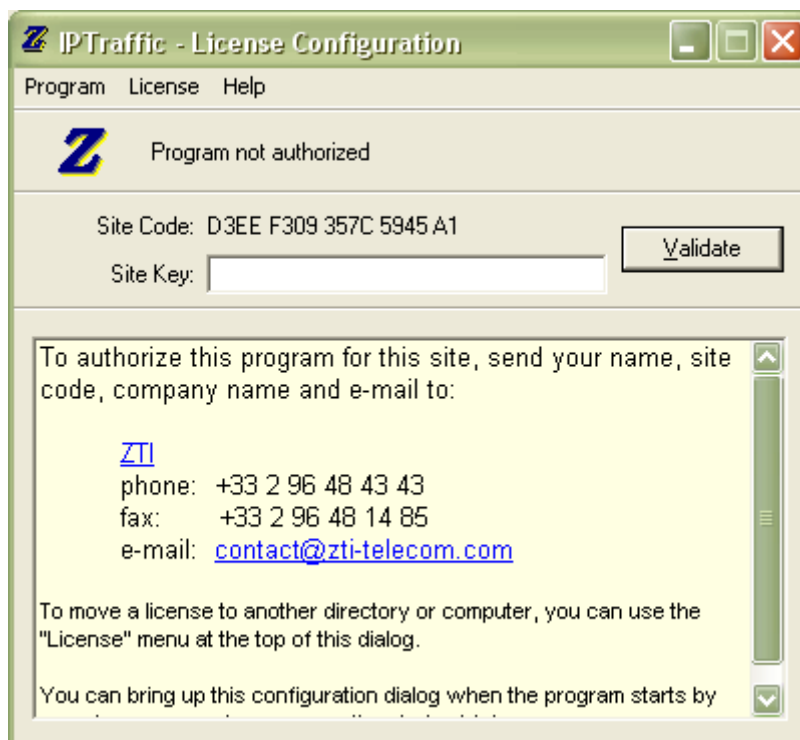 IPTraffic - License Configuration
Program License Help
Program not authorized
Site Code: D3EE F309 357C 5945 A1
Validate
Site Key:
To authorize this program for this site, send your name, site
code, company name and e-mail to:
ZTI
phone: +33 2 96 48 43 43
fax: +33 2 96 48 14 85
e-mail: contact@zti-telecom.com
To move a license to another directory or computer, you can use the
"License" menu at the top of this dialog.
You can bring up this configuration dialog when the program starts by